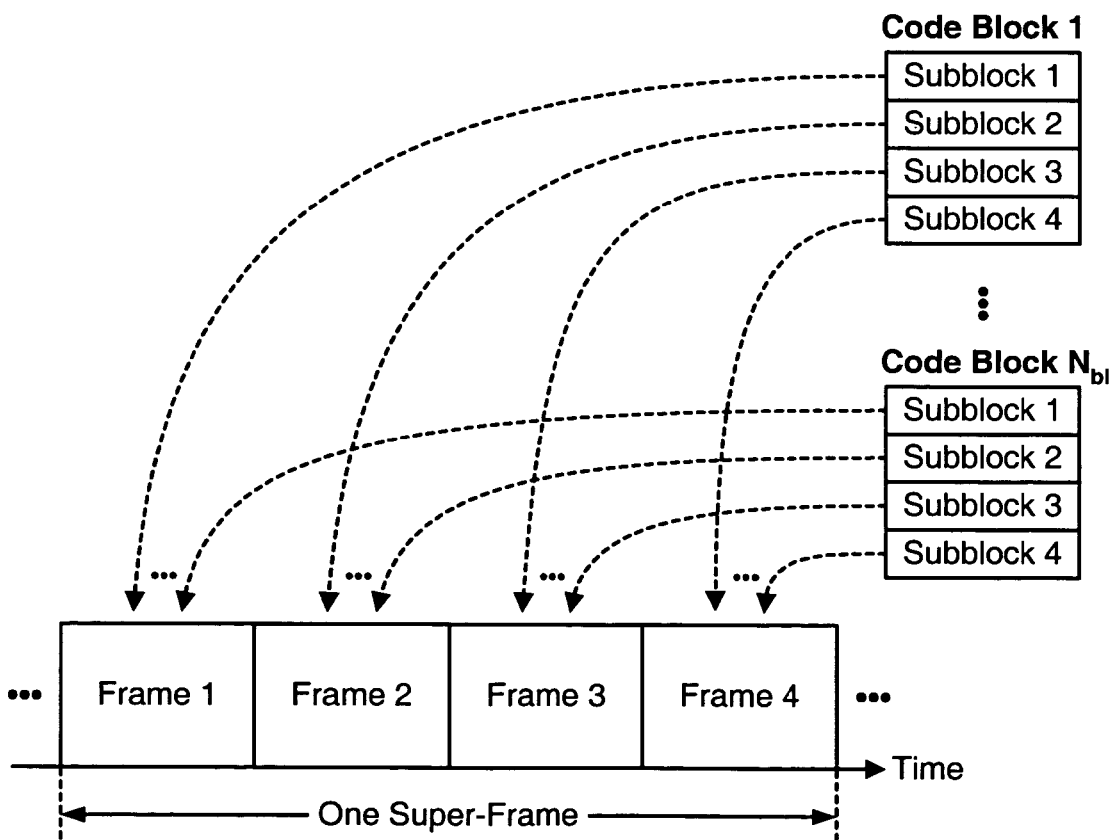 Code Block 1
Subblock 1
Subblock 2
Subblock 3
Subblock 4
Code Block N_bl
Subblock 1
Subblock 2
Subblock 3
Subblock 4
Frame 1
Frame 2
Frame 3
Frame 4
Time
One Super-Frame